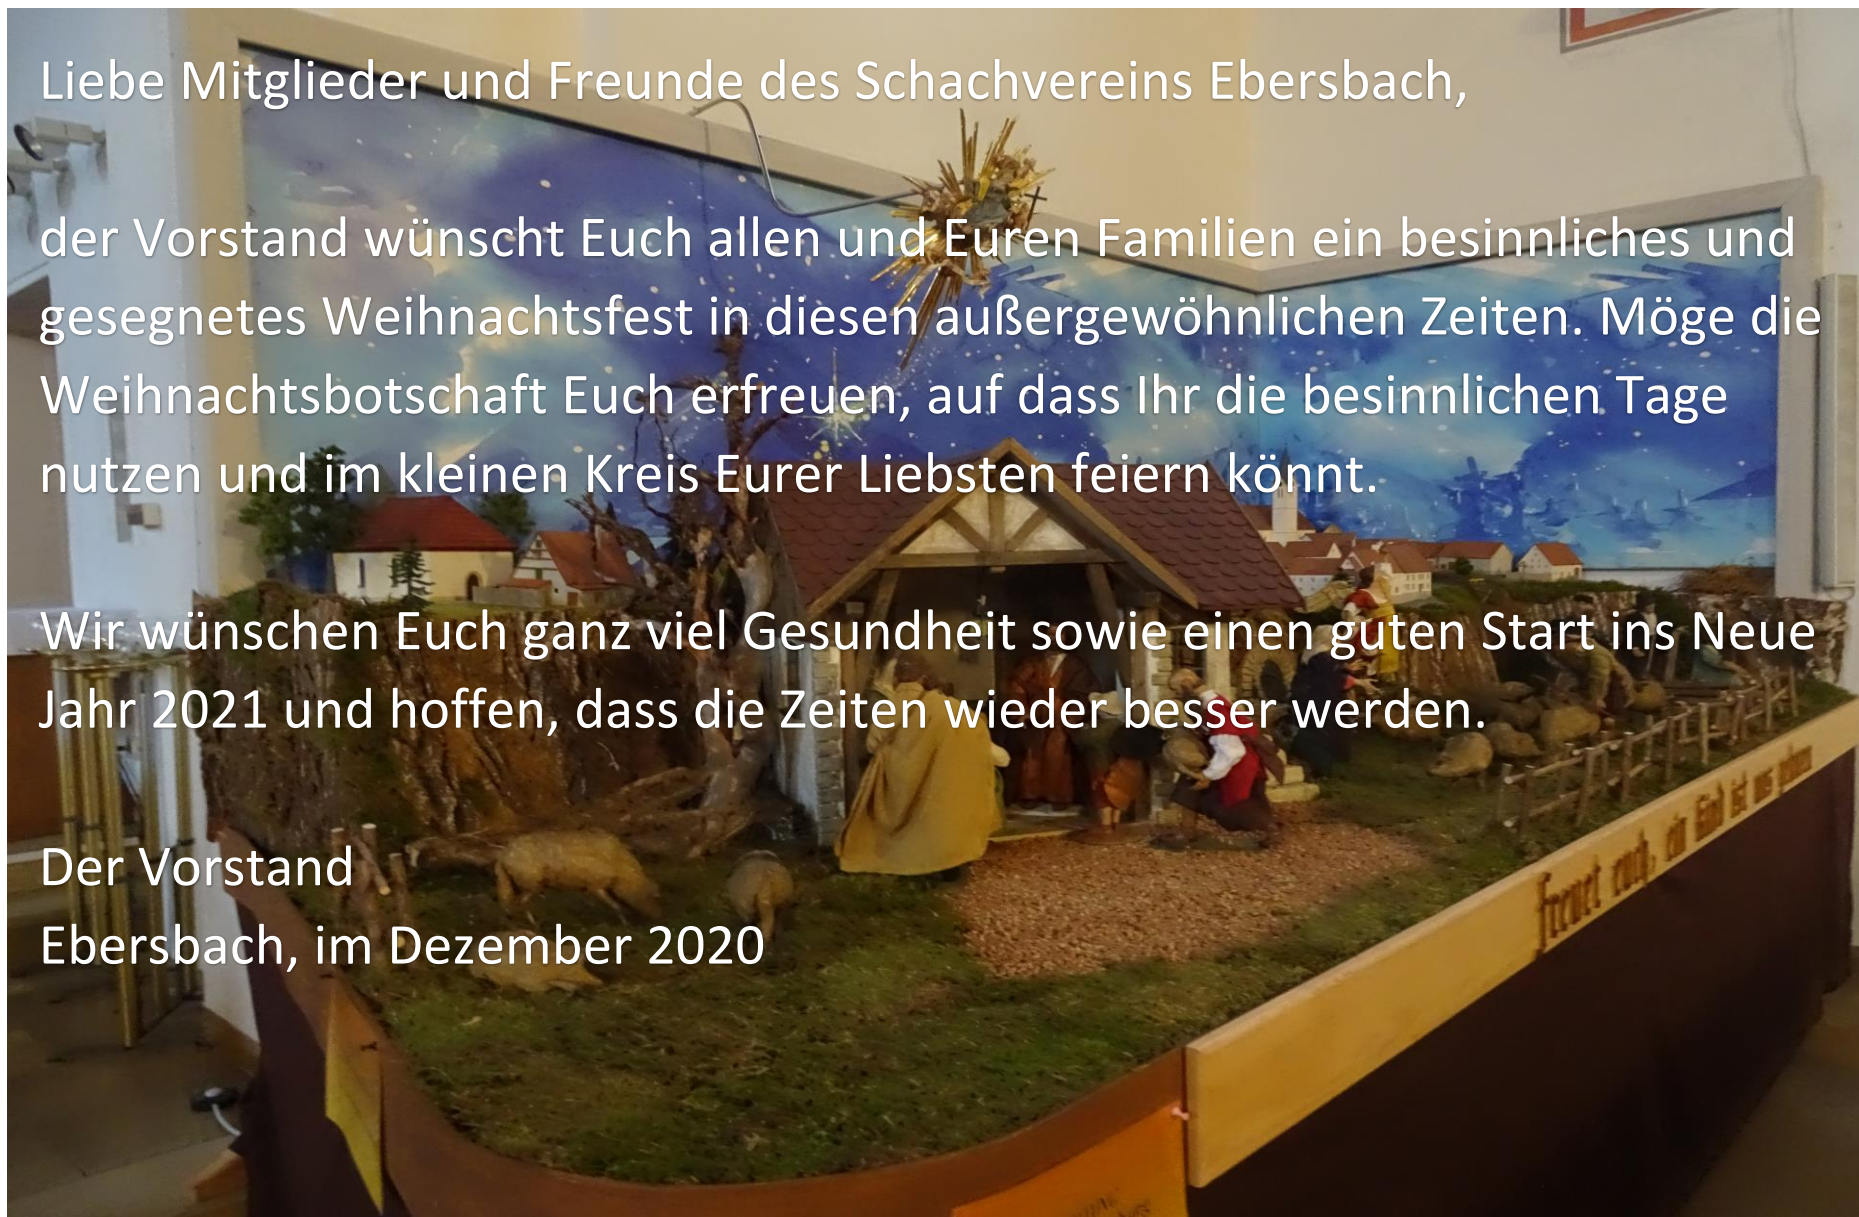 Liebe Mitglieder und Freunde des Schachvereins Ebersbach,
der Vorstand wünscht Euch allen und Euren Familien ein besinnliches und
gesegnetes Weihnachtsfest in diesen außergewöhnlichen Zeiten. Möge die
Weihnachtsbotschaft Euch erfreuen, auf dass Ihr die besinnlichen Tage
nutzen und im kleinen Kreis Eurer Liebsten feiern könnt.
Wir wünschen Euch ganz viel Gesundheit sowie einen guten Start ins Neue
Jahr 2021 und hoffen, dass die Zeiten wieder besser werden.
Der Vorstand
Ebersbach, im Dezember 2020
Freuet euch, ein Kind ist uns geboren